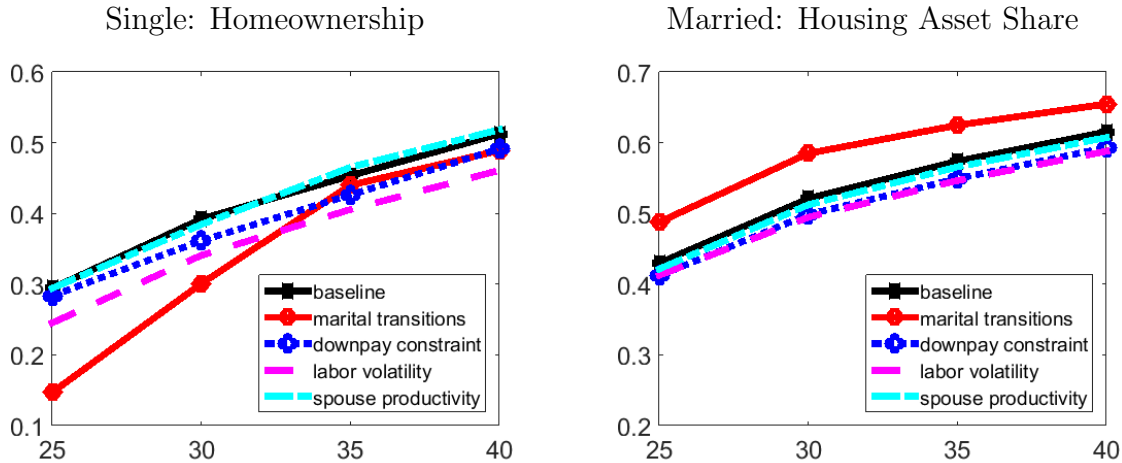 Single: Homeownership
0.6
0.5
0.4
0.3
0.2
0.1
25
30
35
40
baseline
marital transitions
downpay constraint
labor volatility
spouse productivity
Married: Housing Asset Share
0.7
0.6
0.5
0.4
0.3
0.2
25
30
35
40
baseline
marital transitions
downpay constraint
labor volatility
spouse productivity